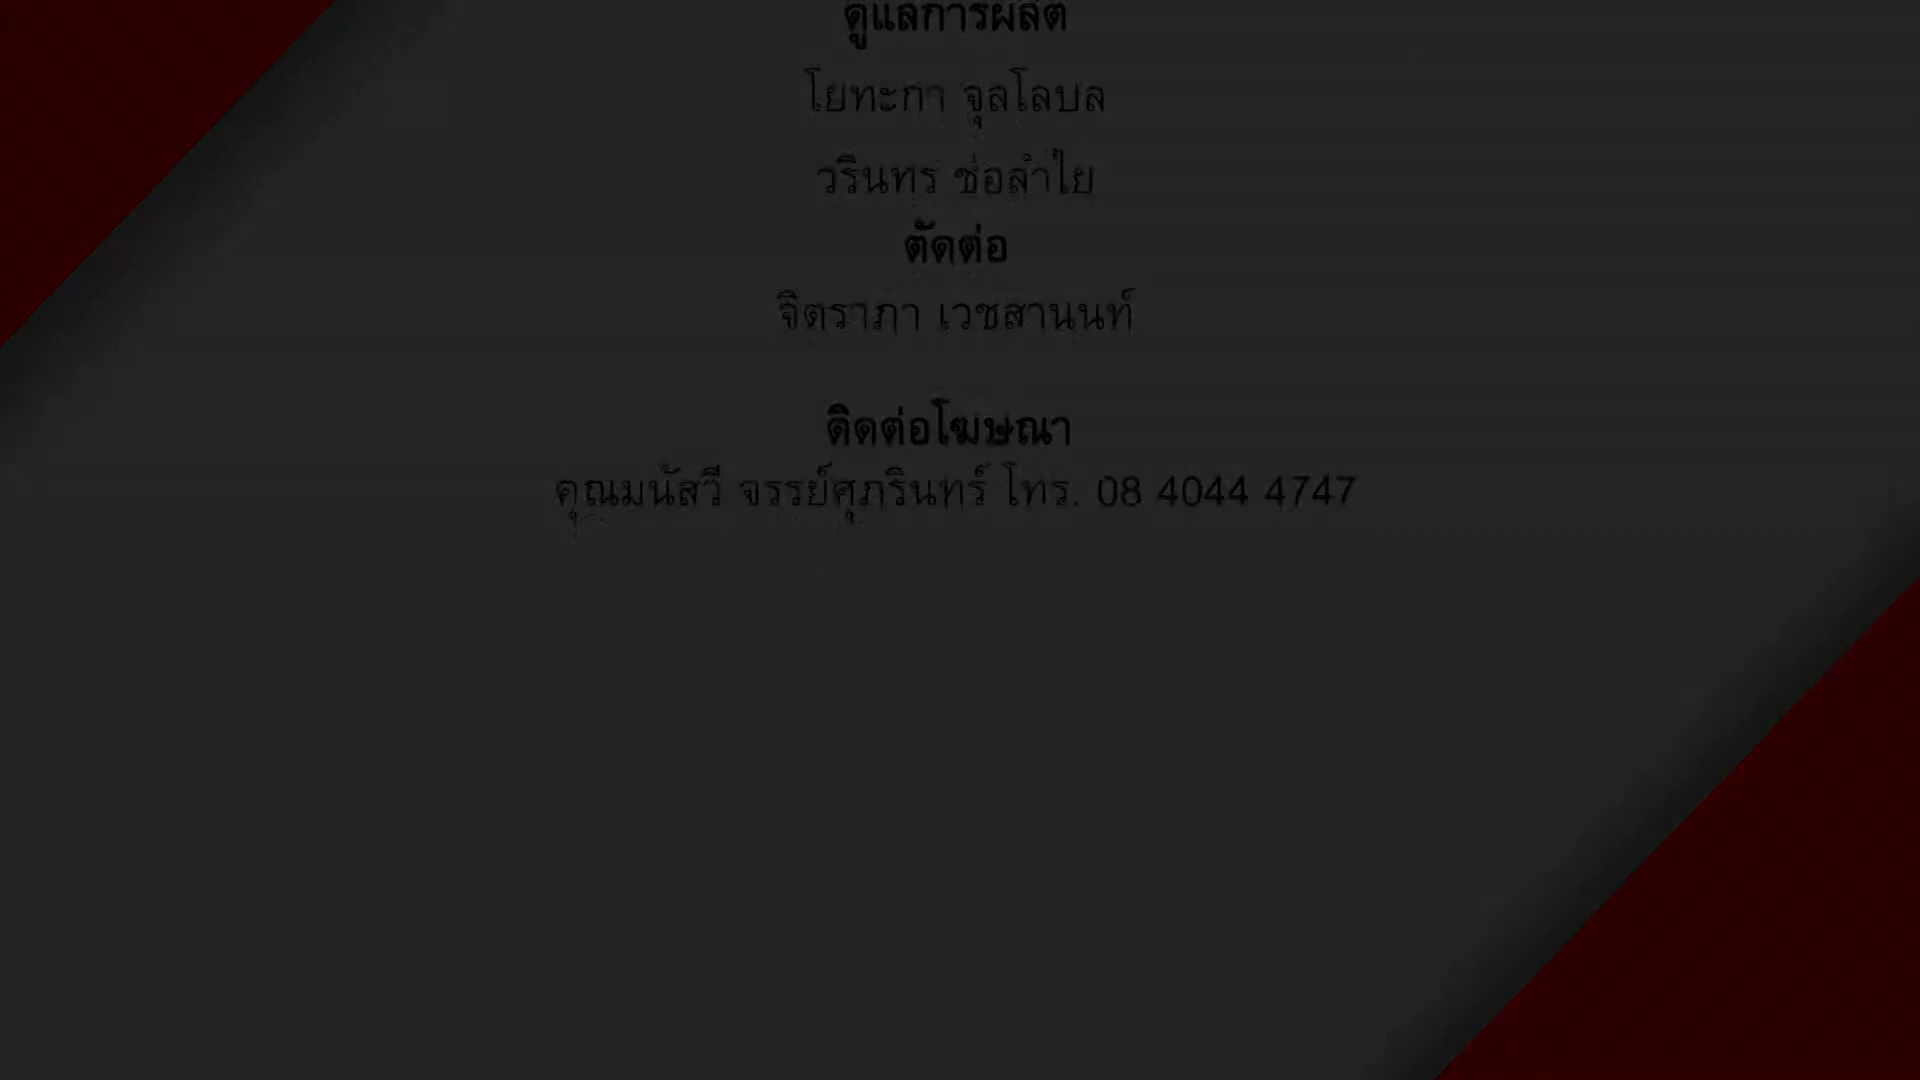 ดูแลการผลิต
โยทะกา จุลโลบล
วรินทร ช่อลำไย
ตัดต่อ
จิตราภา เวชสานนท์
ติดต่อโฆษณา
คุณมนัสวี จรรย์ศุภรินทร์ โทร. 08 4044 4747